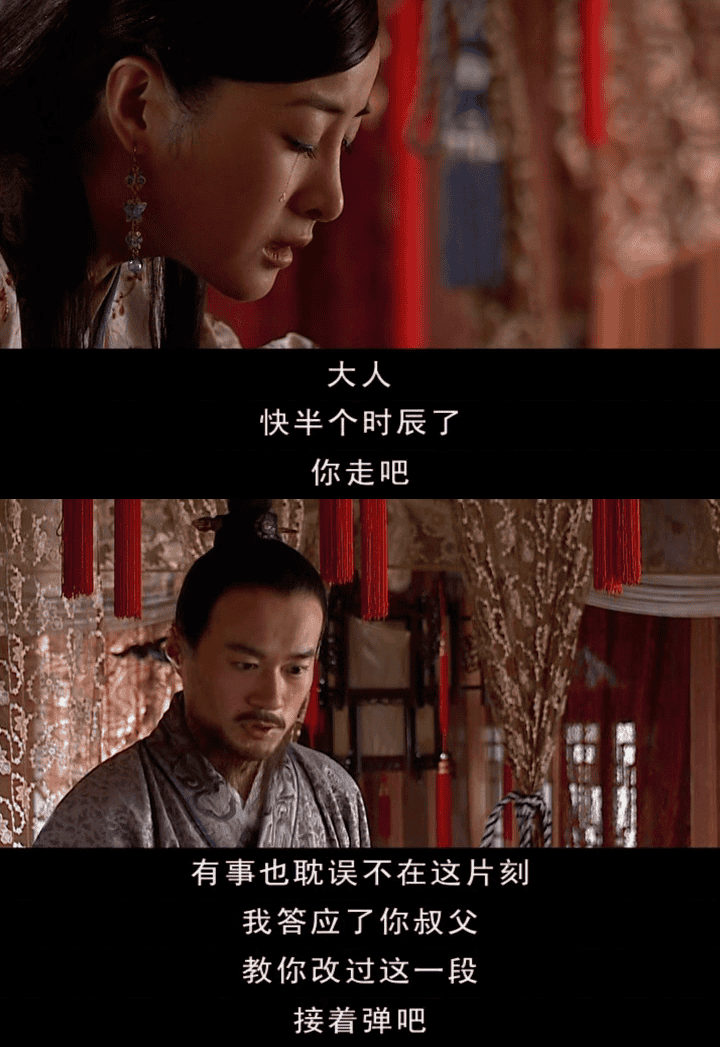 大人
快半个时辰了
你走吧
有事也耽误不在这片刻
我答应了你叔父
教你改过这一段
接着弹吧